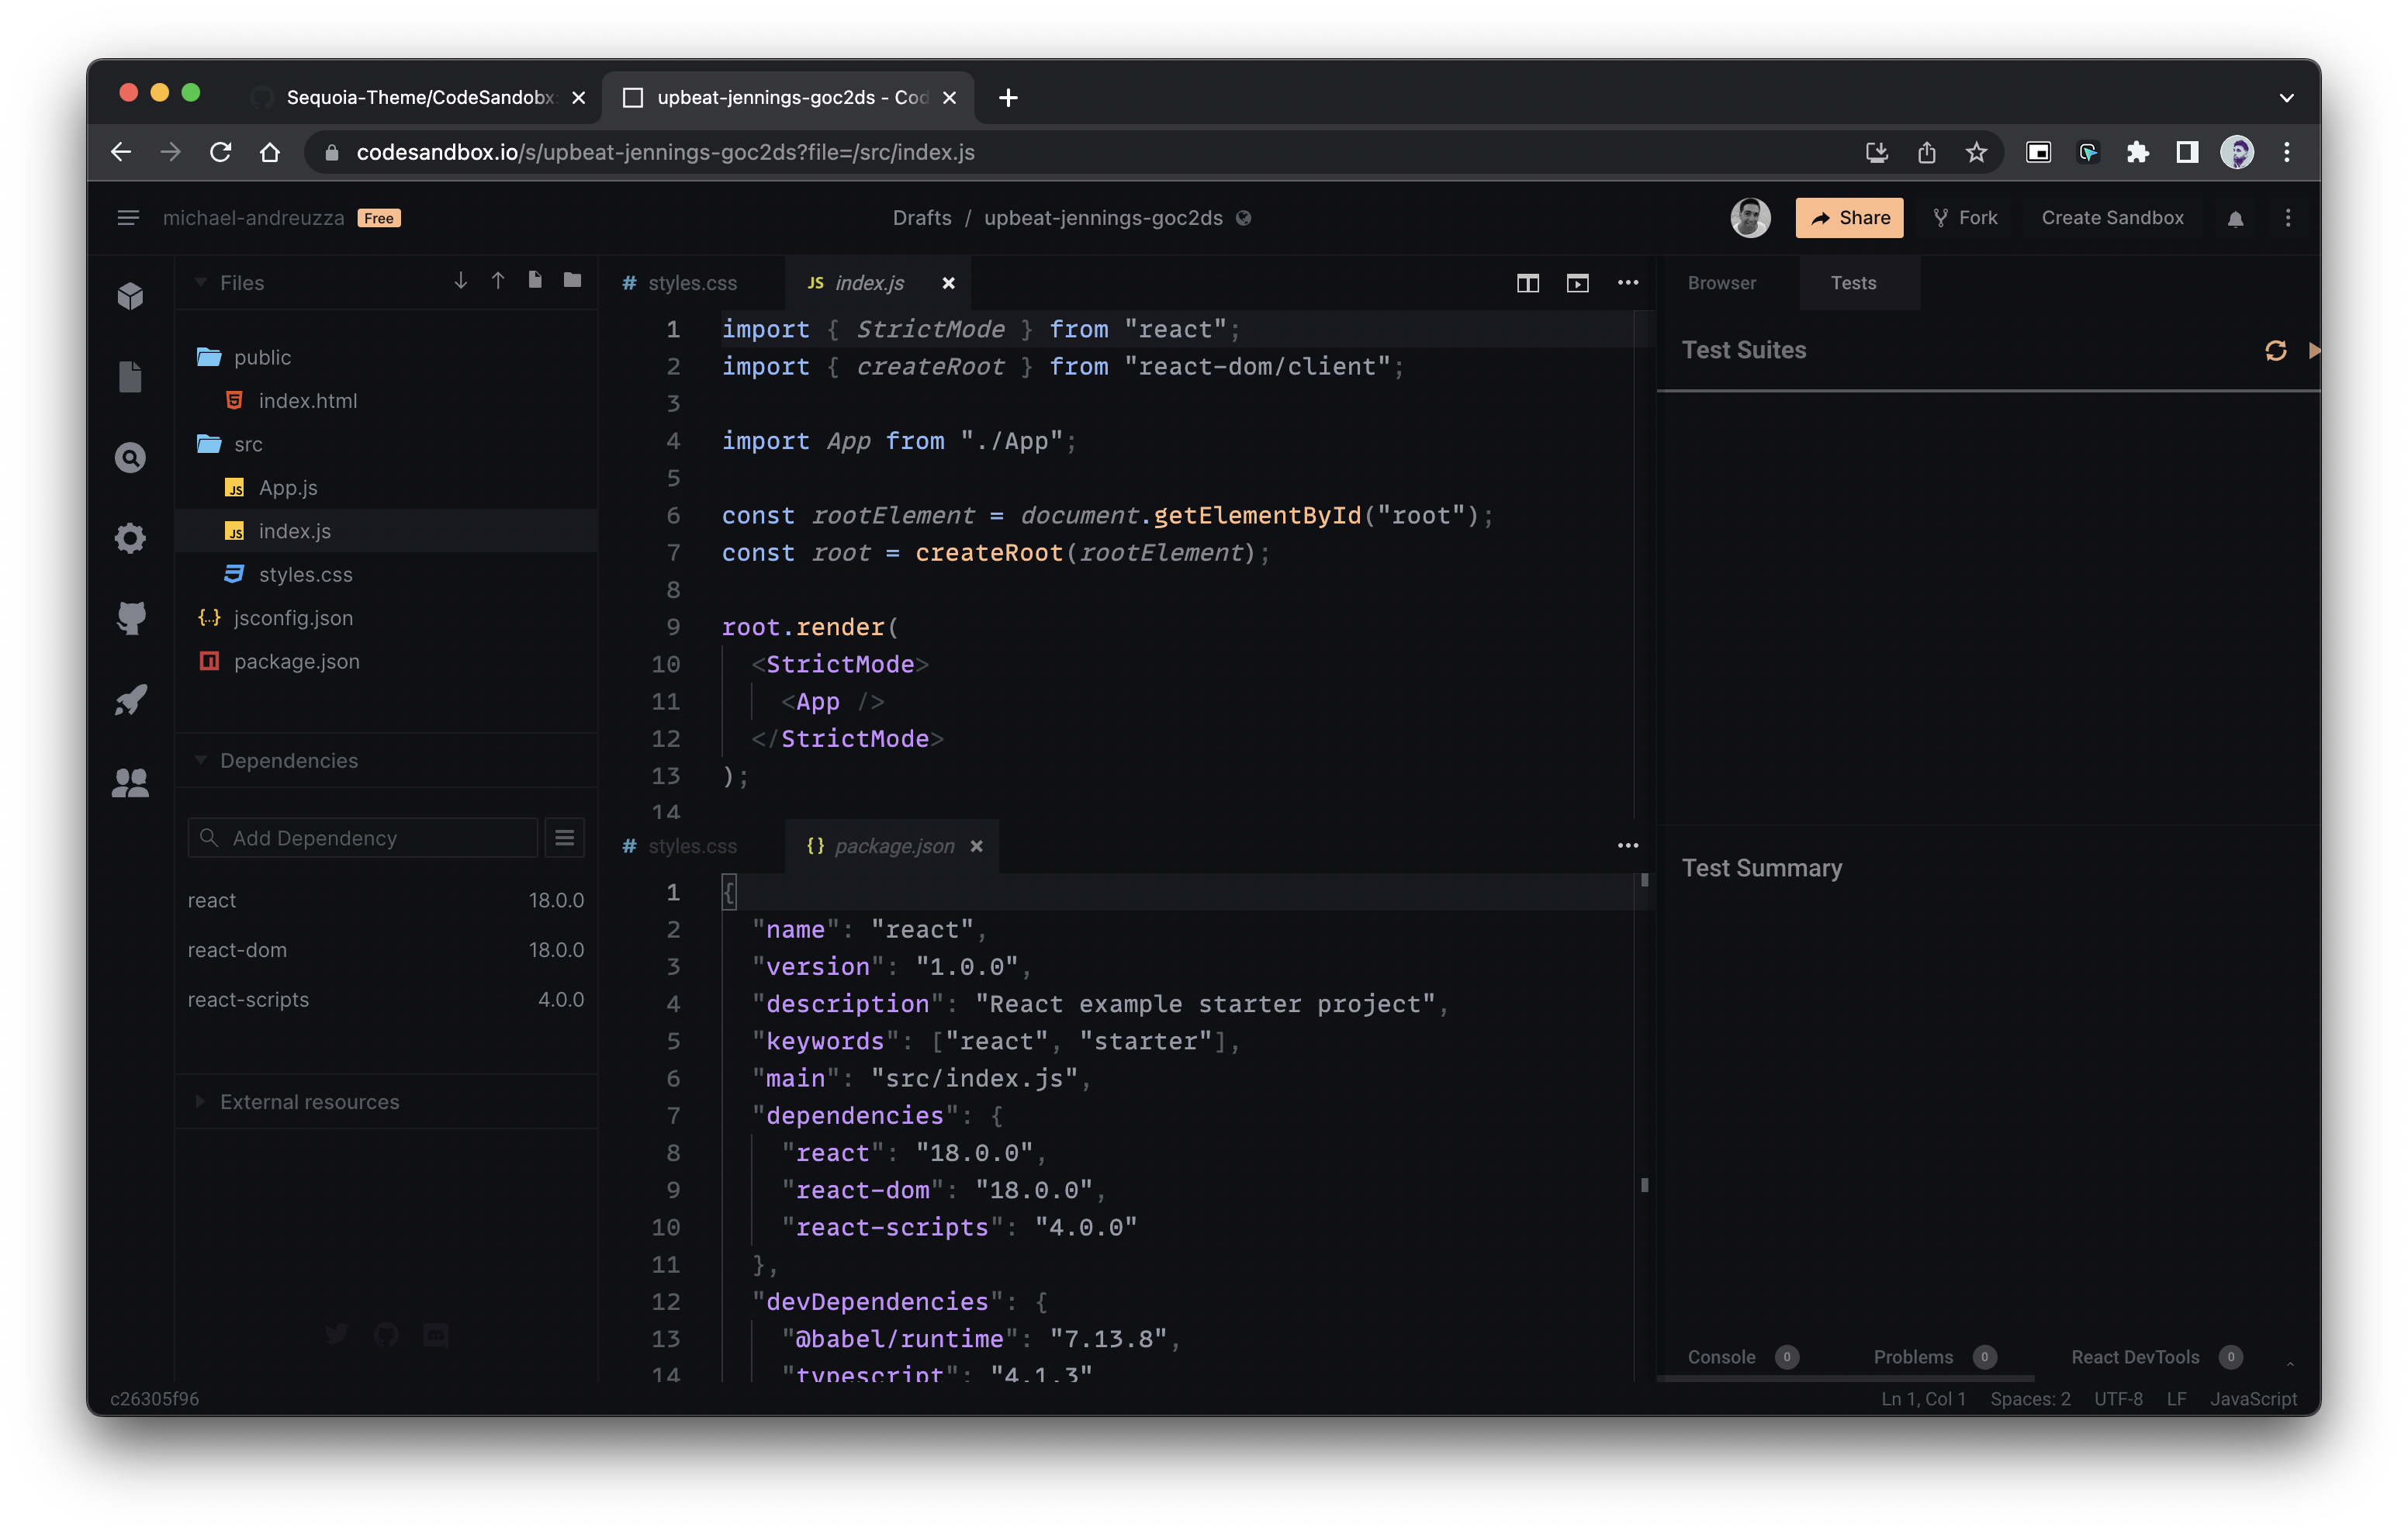 Sequoia-Theme/CodeSandobx:
upbeat-jennings-goc2ds - Cod
codesandbox.io/s/upbeat-jennings-goc2ds?file=/src/index.js
michael-andreuzza Free
Drafts / upbeat-jennings-goc2ds
Share
Fork
Create Sandbox
Files
public
index.html
src
JS App.js
JS index.js
styles.css
{..} jsconfig.json
package.json
Dependencies
Add Dependency
react 18.0.0
react-dom 18.0.0
react-scripts 4.0.0
External resources
# styles.css
JS index.js
1 import { StrictMode } from "react";
2 import { createRoot } from "react-dom/client";
3
4 import App from "./App";
5
6 const rootElement = document.getElementById("root");
7 const root = createRoot(rootElement);
8
9 root.render(
10 <StrictMode>
11 <App />
12 </StrictMode>
13 );
14
# styles.css
{} package.json
1 {
2 "name": "react",
3 "version": "1.0.0",
4 "description": "React example starter project",
5 "keywords": ["react", "starter"],
6 "main": "src/index.js",
7 "dependencies": {
8 "react": "18.0.0",
9 "react-dom": "18.0.0",
10 "react-scripts": "4.0.0"
11 },
12 "devDependencies": {
13 "@babel/runtime": "7.13.8",
14 "typescript": "4.1.3"
Browser
Tests
Test Suites
Test Summary
Console 0
Problems 0
React DevTools 0
c26305f96
Ln 1, Col 1 Spaces: 2 UTF-8 LF JavaScript